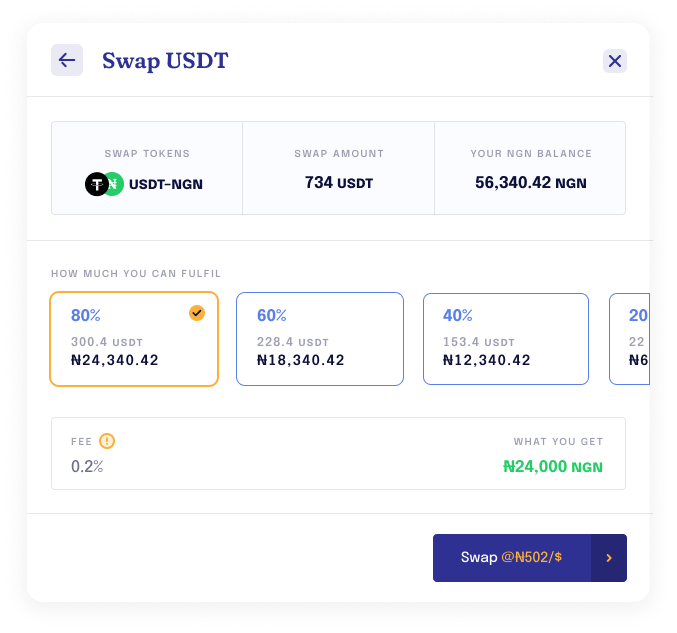 Swap USDT
SWAP TOKENS
USDT–NGN
SWAP AMOUNT
734 USDT
YOUR NGN BALANCE
56,340.42 NGN
HOW MUCH YOU CAN FULFIL
80%
300.4 USDT
₦24,340.42
60%
228.4 USDT
₦18,340.42
40%
153.4 USDT
₦12,340.42
20
22
₦6
FEE
0.2%
WHAT YOU GET
₦24,000 NGN
Swap @₦502/$